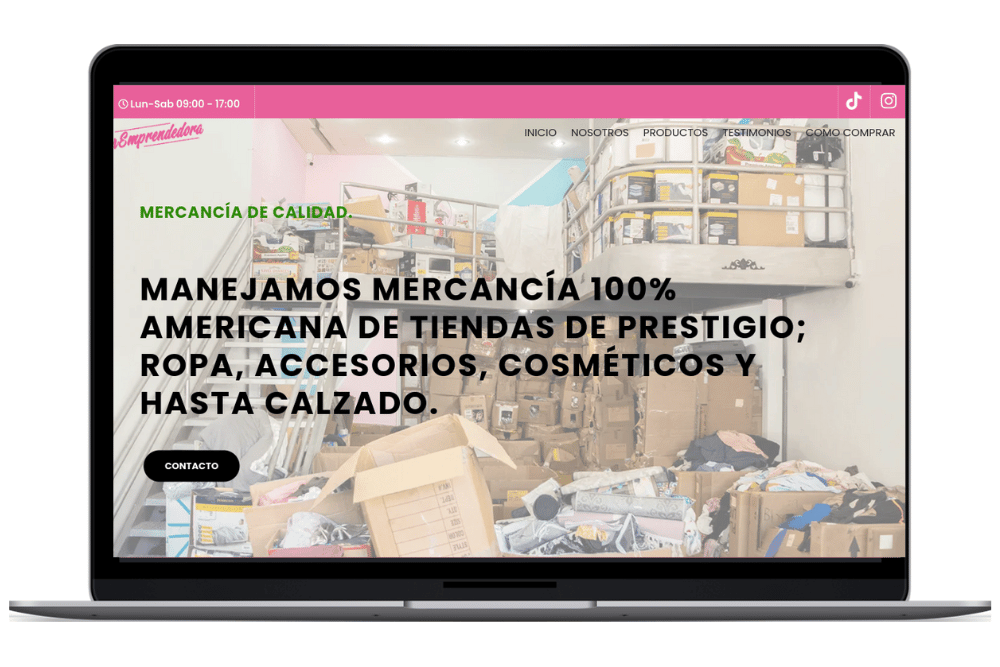 Lun-Sab 09:00 - 17:00
Emprendedora
INICIO NOSOTROS PRODUCTOS TESTIMONIOS COMO COMPRAR
MERCANCÍA DE CALIDAD.
MANEJAMOS MERCANCÍA 100%
AMERICANA DE TIENDAS DE PRESTIGIO;
ROPA, ACCESORIOS, COSMÉTICOS Y
HASTA CALZADO.
CONTACTO